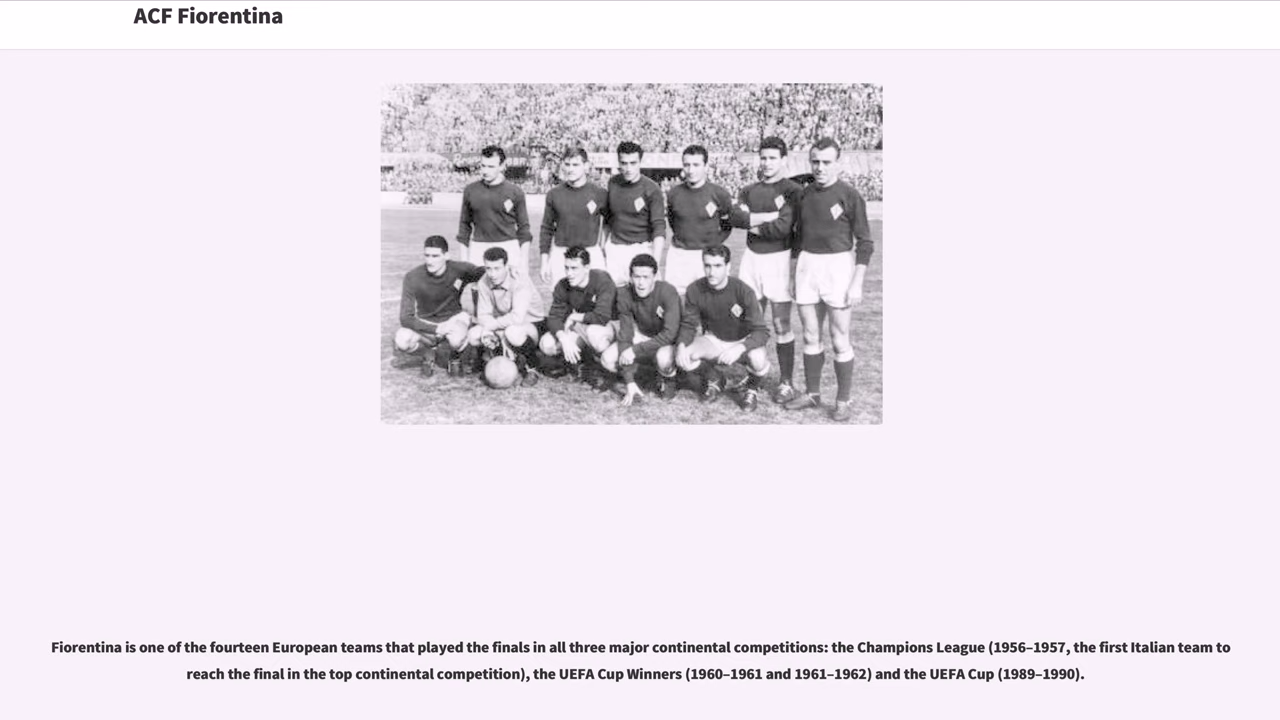 ACF Fiorentina
Fiorentina is one of the fourteen European teams that played the finals in all three major continental competitions: the Champions League (1956–1957, the first Italian team to
reach the final in the top continental competition), the UEFA Cup Winners (1960–1961 and 1961–1962) and the UEFA Cup (1989–1990).